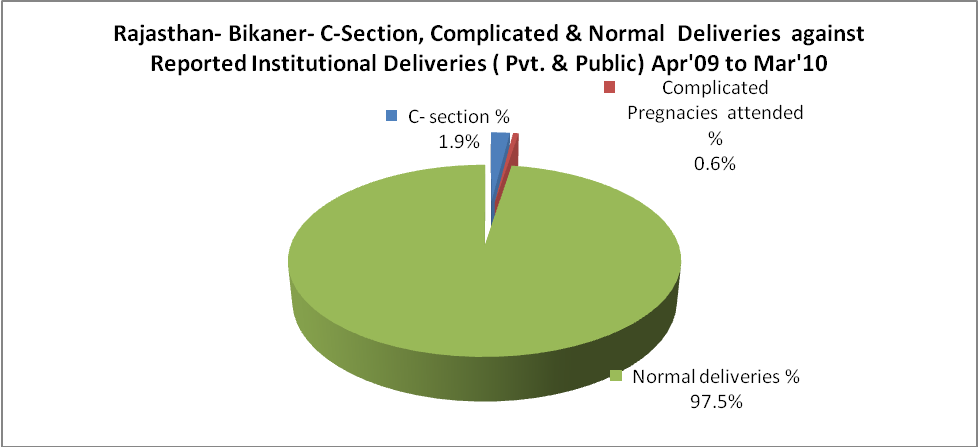 Rajasthan- Bikaner- C-Section, Complicated & Normal Deliveries against
Reported Institutional Deliveries ( Pvt. & Public) Apr'09 to Mar'10
C- section %
1.9%
Complicated
Pregnacies attended
%
0.6%
Normal deliveries %
97.5%